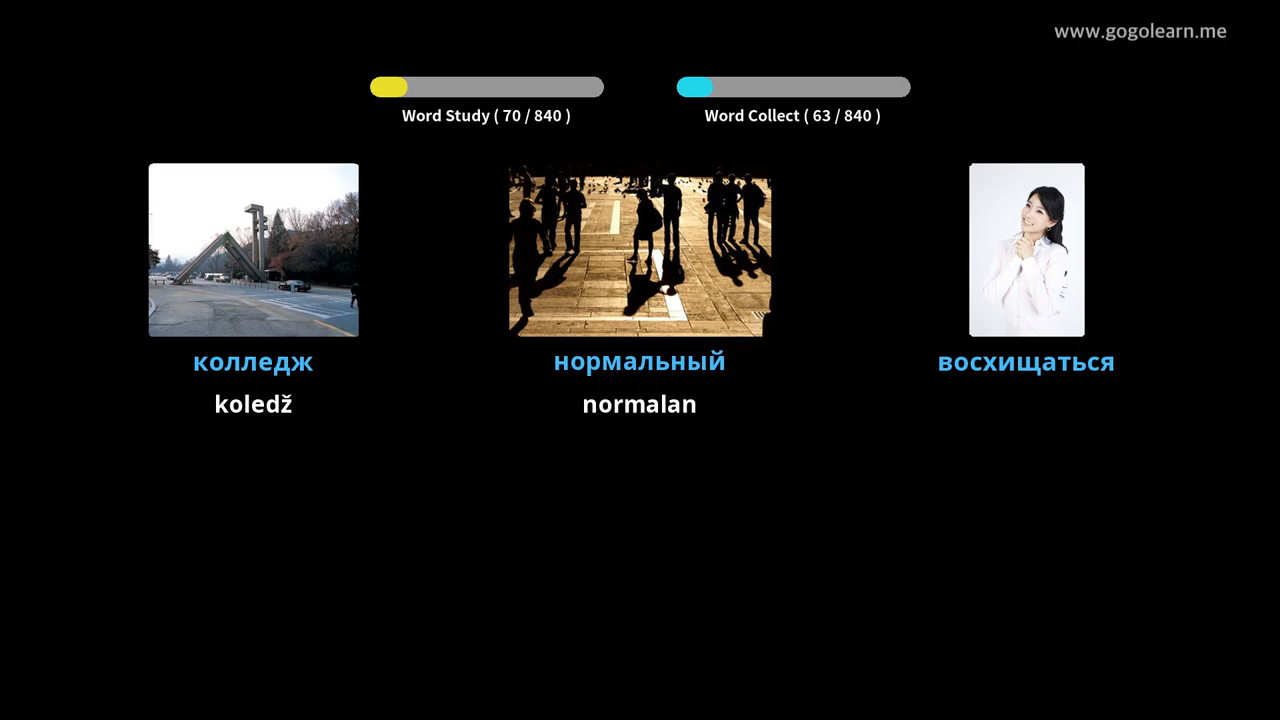 www.gogolearn.me
Word Study ( 70 / 840 )
Word Collect ( 63 / 840 )
колледж
нормальный
восхищаться
koledž
normalan